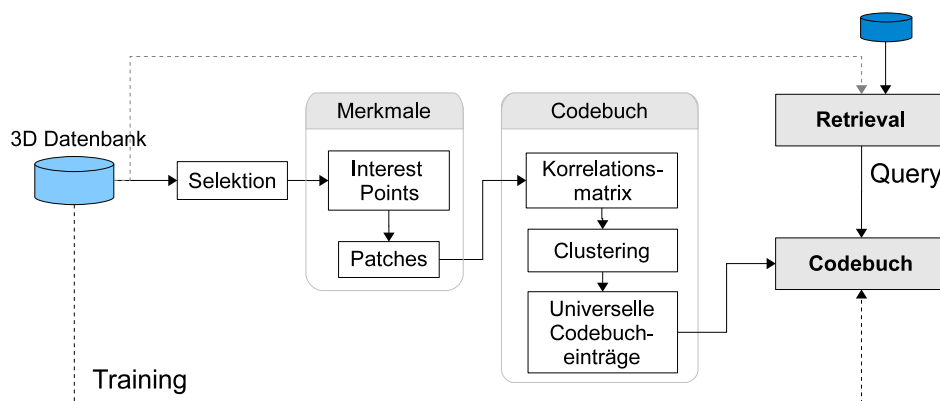 3D Datenbank
Selektion
Merkmale
Interest
Points
Patches
Codebuch
Korrelations-
matrix
Clustering
Universelle
Codebuch-
einträge
Retrieval
Query
Codebuch
Training